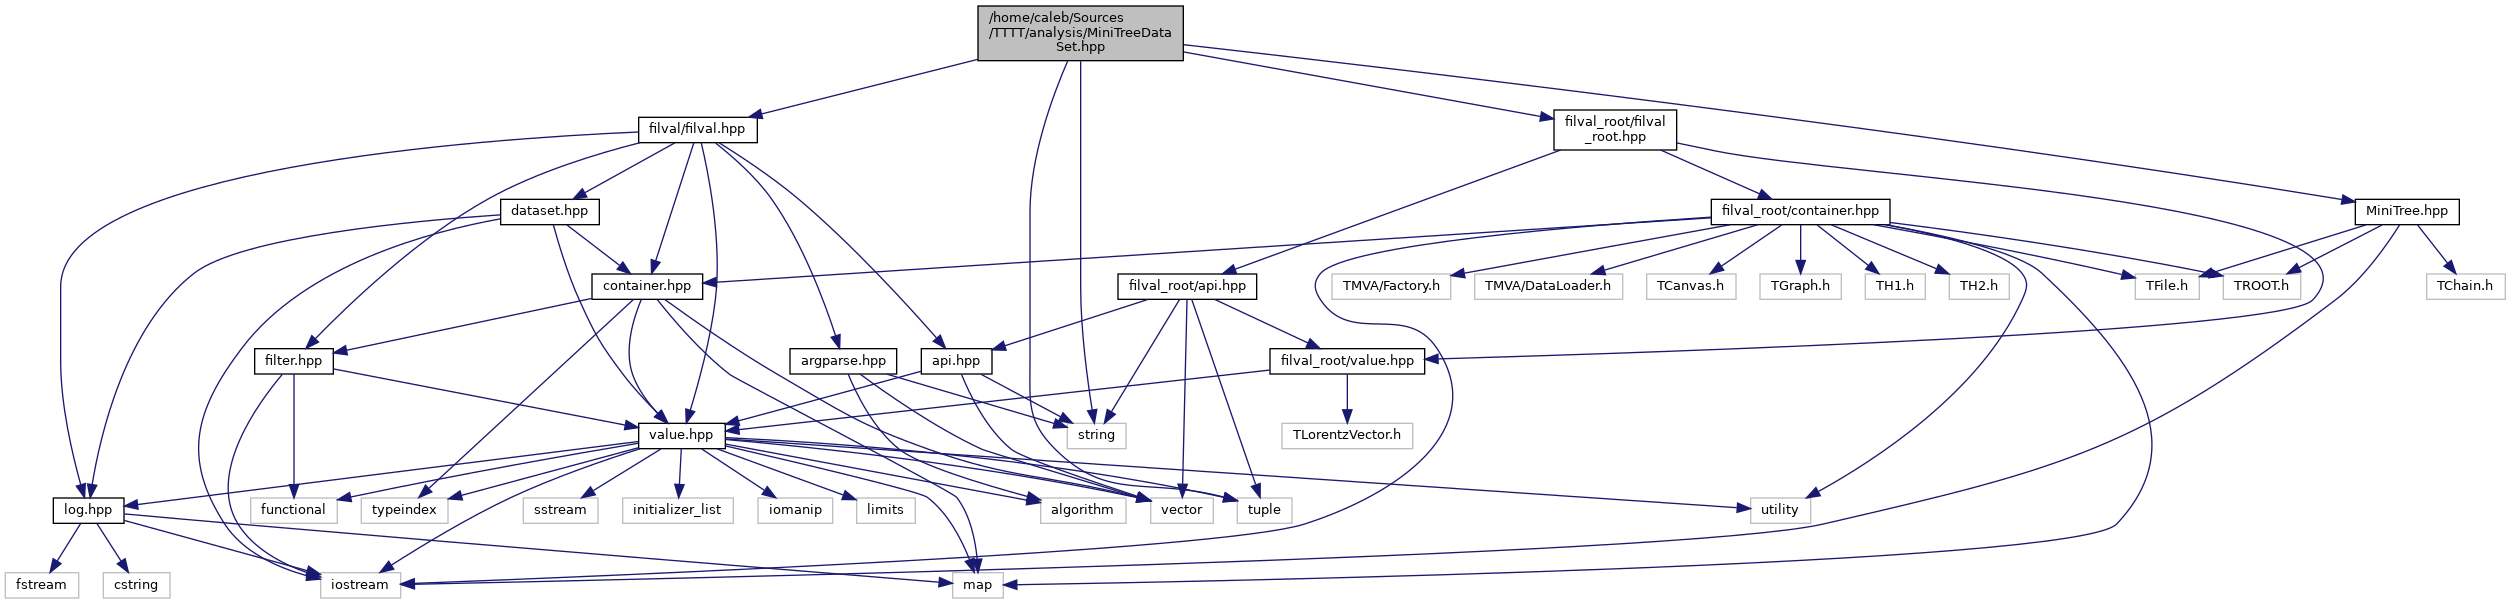 /home/caleb/Sources
/TTTT/analysis/MiniTreeData
Set.hpp
filval/filval.hpp
filval_root/filval
_root.hpp
dataset.hpp
filval_root/container.hpp
MiniTree.hpp
container.hpp
filval_root/api.hpp
TMVA/Factory.h
TMVA/DataLoader.h
TCanvas.h
TGraph.h
TH1.h
TH2.h
TFile.h
TROOT.h
TChain.h
filter.hpp
argparse.hpp
api.hpp
filval_root/value.hpp
value.hpp
string
TLorentzVector.h
log.hpp
functional
typeindex
sstream
initializer_list
iomanip
limits
algorithm
vector
tuple
utility
fstream
cstring
iostream
map